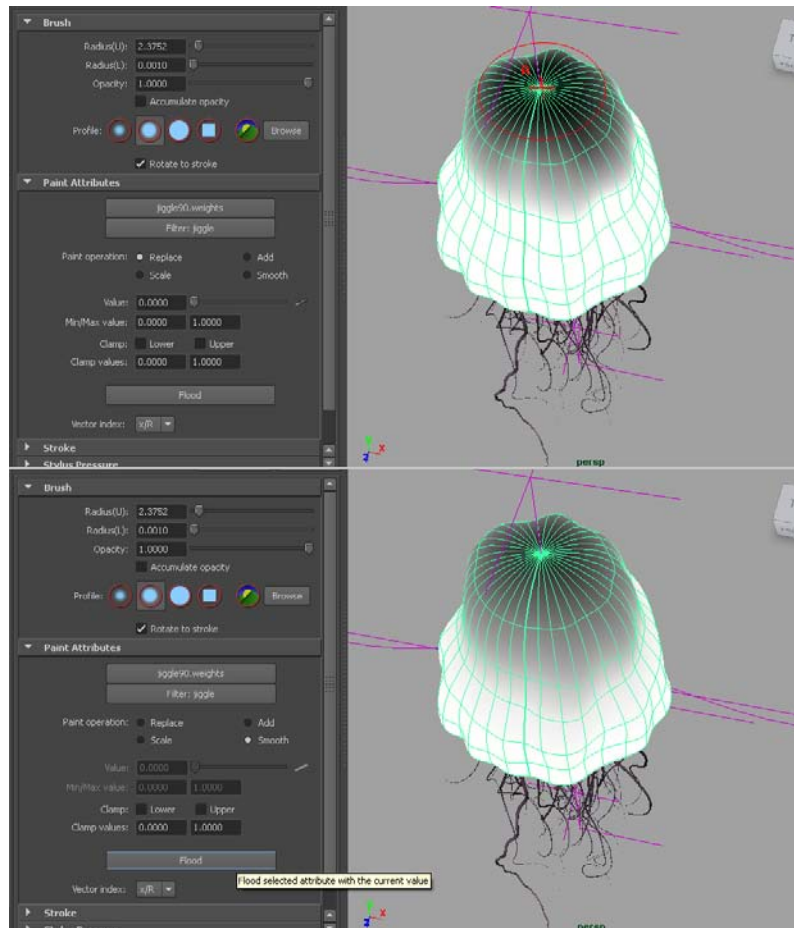 Brush
Radius(U): 2.3752
Radius(L): 0.0010
Opacity: 1.0000
Accumulate opacity
Profile: Browse
Rotate to stroke
Paint Attributes
jiggle90.weights
Filter: jiggle
Paint operation: Replace Add
Scale Smooth
Value: 0.0000
Min/Max value: 0.0000 1.0000
Clamp: Lower Upper
Clamp values: 0.0000 1.0000
Flood
Vector index: x/R
Stroke
Stylus Pressure
y
z x
persp
Brush
Radius(U): 2.3752
Radius(L): 0.0010
Opacity: 1.0000
Accumulate opacity
Profile: Browse
Rotate to stroke
Paint Attributes
jiggle90.weights
Filter: jiggle
Paint operation: Replace Add
Scale Smooth
Value: 0.0000
Min/Max value: 0.0000 1.0000
Clamp: Lower Upper
Clamp values: 0.0000 1.0000
Flood
Flood selected attribute with the current value
Vector index: x/R
Stroke
x
persp